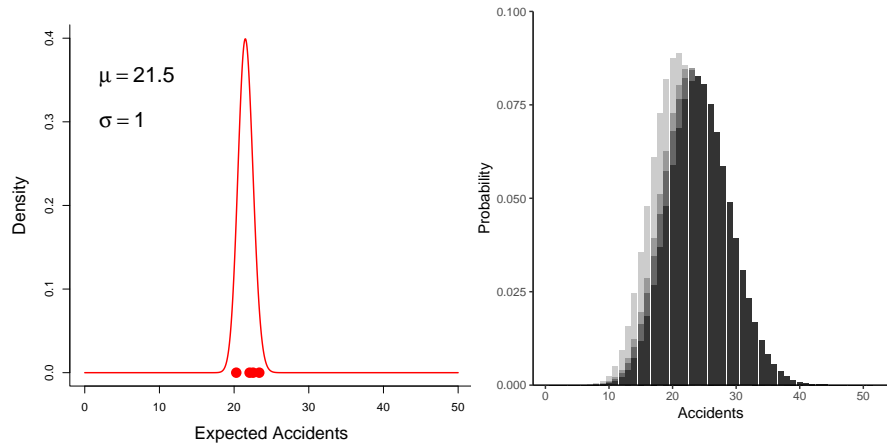 μ = 21.5
σ = 1
Density
0.0
0.1
0.2
0.3
0.4
0 10 20 30 40 50
Expected Accidents
Probability
0.100
0.075
0.050
0.025
0.000
0 10 20 30 40 50
Accidents